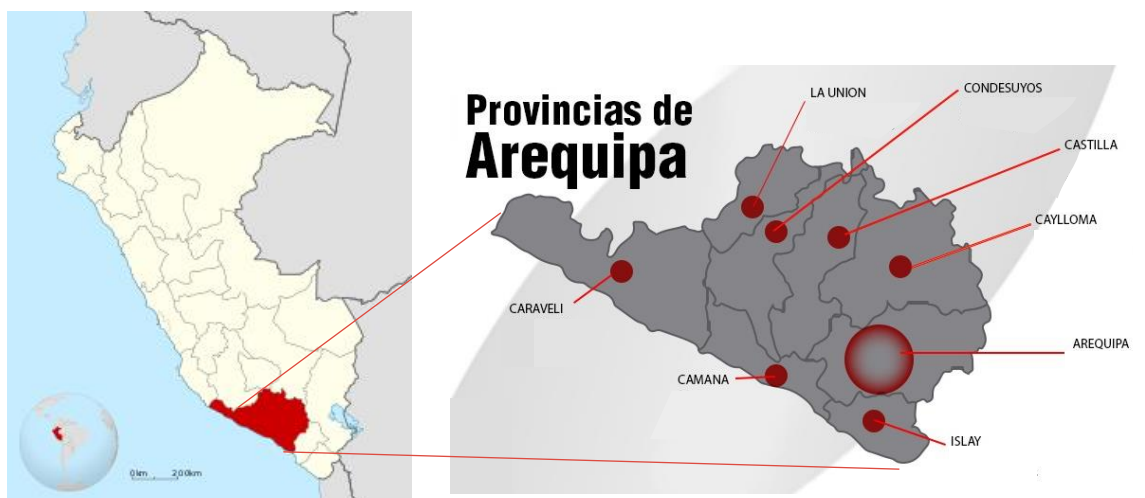 Provincias de
Arequipa
LA UNION
CONDESUYOS
CASTILLA
CAYLLOMA
CARAVELI
AREQUIPA
CAMANA
ISLAY
0km 200km